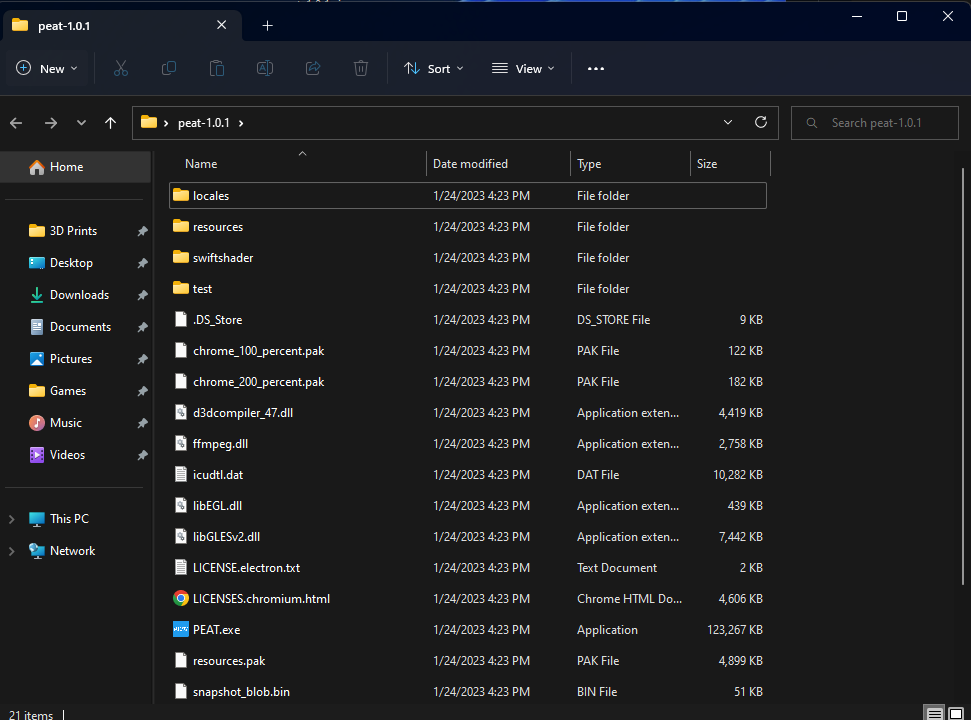 peat-1.0.1
New
Sort
View
peat-1.0.1
Search peat-1.0.1
Name Date modified Type Size
Home
3D Prints
Desktop
Downloads
Documents
Pictures
Games
Music
Videos
This PC
Network
locales 1/24/2023 4:23 PM File folder
resources 1/24/2023 4:23 PM File folder
swiftshader 1/24/2023 4:23 PM File folder
test 1/24/2023 4:23 PM File folder
.DS_Store 1/24/2023 4:23 PM DS_STORE File 9 KB
chrome_100_percent.pak 1/24/2023 4:23 PM PAK File 122 KB
chrome_200_percent.pak 1/24/2023 4:23 PM PAK File 182 KB
d3dcompiler_47.dll 1/24/2023 4:23 PM Application exten... 4,419 KB
ffmpeg.dll 1/24/2023 4:23 PM Application exten... 2,758 KB
icudtl.dat 1/24/2023 4:23 PM DAT File 10,282 KB
libEGL.dll 1/24/2023 4:23 PM Application exten... 439 KB
libGLESv2.dll 1/24/2023 4:23 PM Application exten... 7,442 KB
LICENSE.electron.txt 1/24/2023 4:23 PM Text Document 2 KB
LICENSES.chromium.html 1/24/2023 4:23 PM Chrome HTML Do... 4,606 KB
PEAT.exe 1/24/2023 4:23 PM Application 123,267 KB
resources.pak 1/24/2023 4:23 PM PAK File 4,899 KB
snapshot_blob.bin 1/24/2023 4:23 PM BIN File 51 KB
21 items